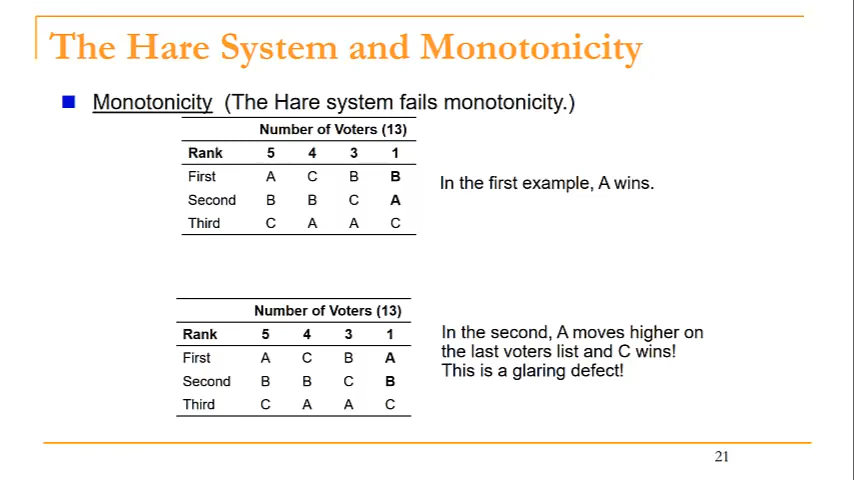 The Hare System and Monotonicity
Monotonicity (The Hare system fails monotonicity.)
Number of Voters (13)
Rank 5 4 3 1
First A C B B
Second B B C A
Third C A A C
In the first example, A wins.
Number of Voters (13)
Rank 5 4 3 1
First A C B A
Second B B C B
Third C A A C
In the second, A moves higher on
the last voters list and C wins!
This is a glaring defect!
21